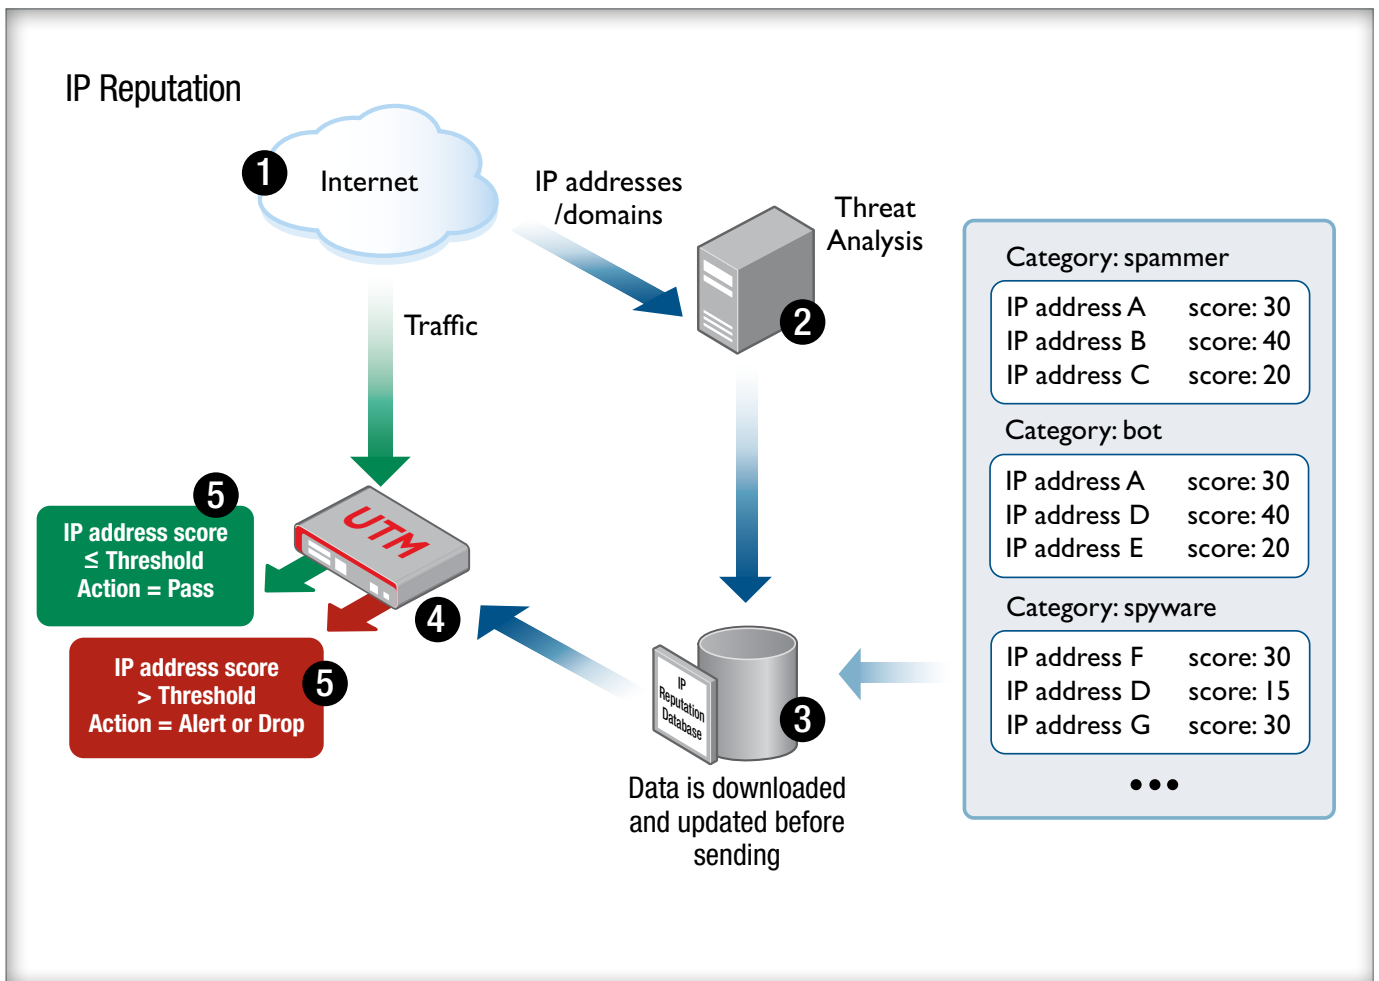 IP Reputation
1
Internet
IP addresses
/domains
Threat
Analysis
2
Traffic
5
IP address score
≤ Threshold
Action = Pass
UTM
4
IP address score
> Threshold
Action = Alert or Drop
5
IP
Reputation
Database
3
Data is downloaded
and updated before
sending
Category: spammer
IP address A score: 30
IP address B score: 40
IP address C score: 20
Category: bot
IP address A score: 30
IP address D score: 40
IP address E score: 20
Category: spyware
IP address F score: 30
IP address D score: 15
IP address G score: 30
•••